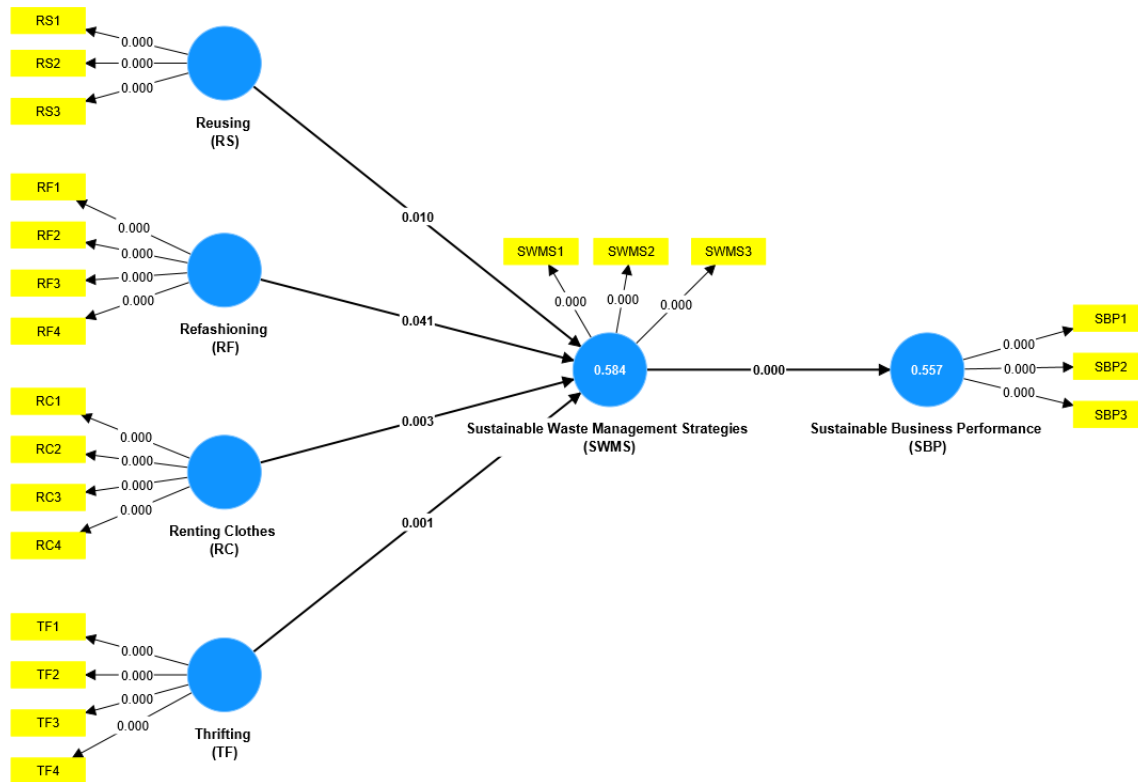 RS1
0.000
RS2
0.000
RS3
0.000
Reusing
(RS)
RF1
0.000
RF2
0.000
RF3
0.000
RF4
0.000
Refashioning
(RF)
RC1
0.000
RC2
0.000
RC3
0.000
RC4
0.000
Renting Clothes
(RC)
TF1
0.000
TF2
0.000
TF3
0.000
TF4
0.000
Thrifting
(TF)
0.010
0.041
0.003
0.001
SWMS1
SWMS2
SWMS3
0.000
0.000
0.000
0.584
Sustainable Waste Management Strategies
(SWMS)
0.000
0.557
Sustainable Business Performance
(SBP)
0.000
SBP1
0.000
SBP2
0.000
SBP3